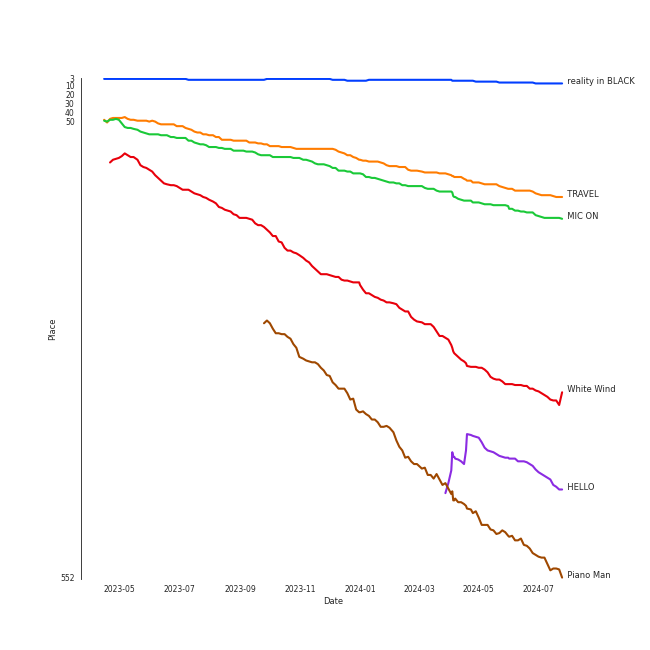 3
10
20
30
40
50
552
Place
reality in BLACK
TRAVEL
MIC ON
White Wind
HELLO
Piano Man
2023-05 2023-07 2023-09 2023-11 2024-01 2024-03 2024-05 2024-07
Date